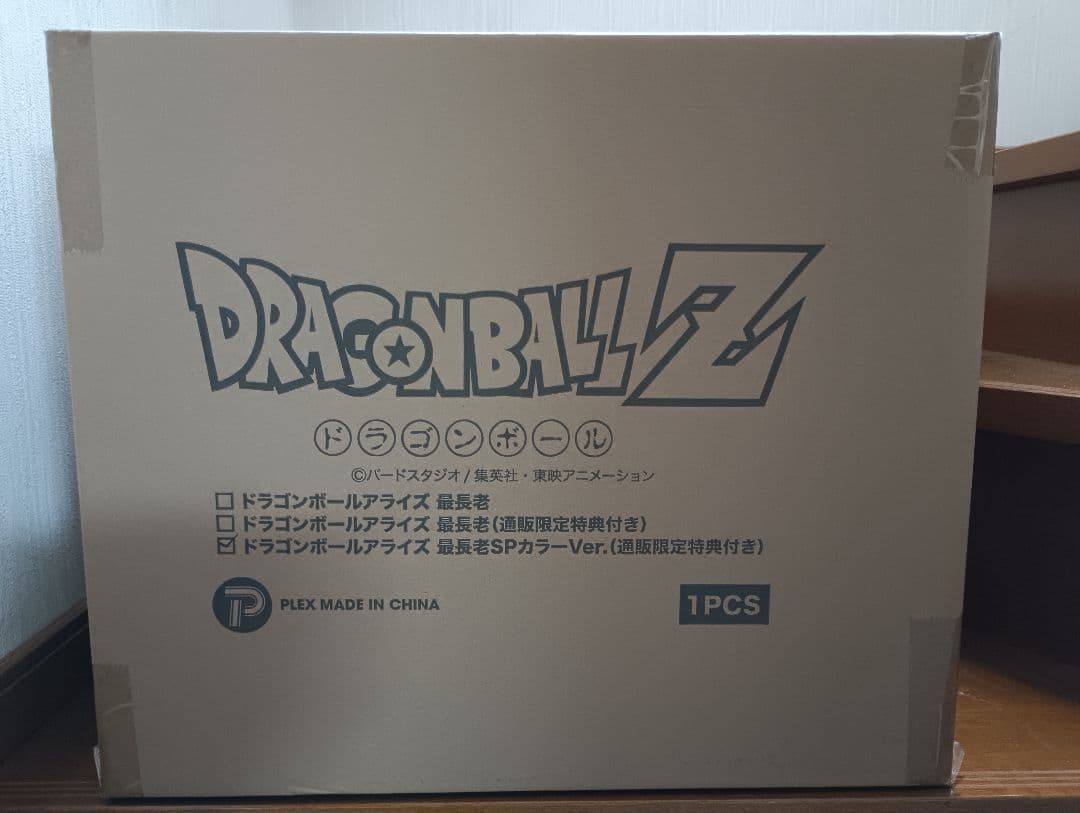 DRAGONBALL Z
ドラゴンボール
©バードスタジオ / 集英社・東映アニメーション
☐ ドラゴンボールアライズ 最長老
☐ ドラゴンボールアライズ 最長老(通販限定特典付き)
☑ ドラゴンボールアライズ 最長老SPカラーVer.(通販限定特典付き)
PLEX MADE IN CHINA
1PCS